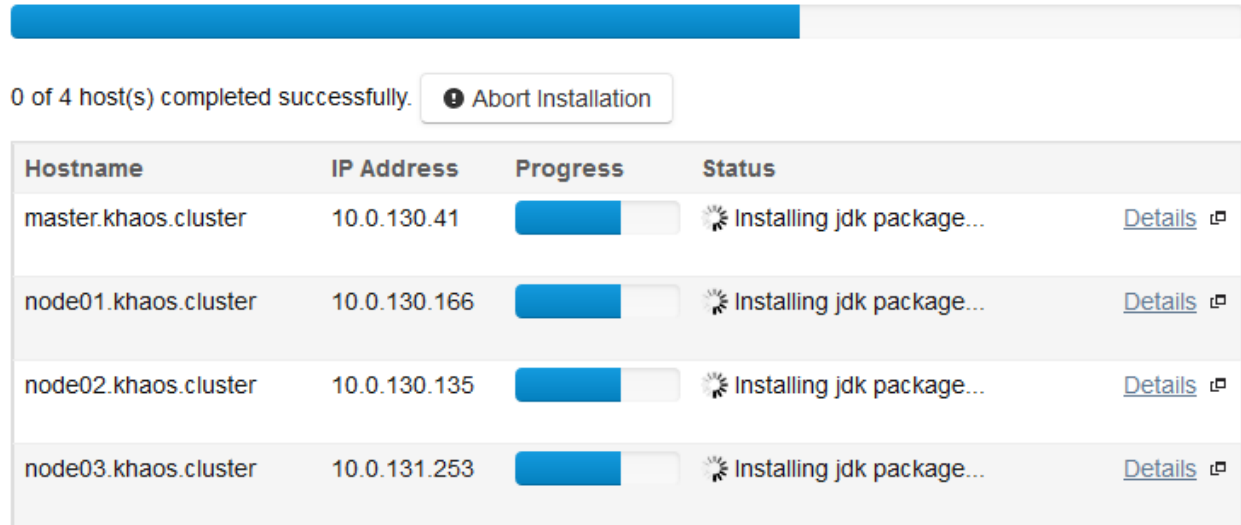 0 of 4 host(s) completed successfully. Abort Installation
Hostname IP Address Progress Status
master.khaos.cluster 10.0.130.41 Installing jdk package... Details
node01.khaos.cluster 10.0.130.166 Installing jdk package... Details
node02.khaos.cluster 10.0.130.135 Installing jdk package... Details
node03.khaos.cluster 10.0.131.253 Installing jdk package... Details